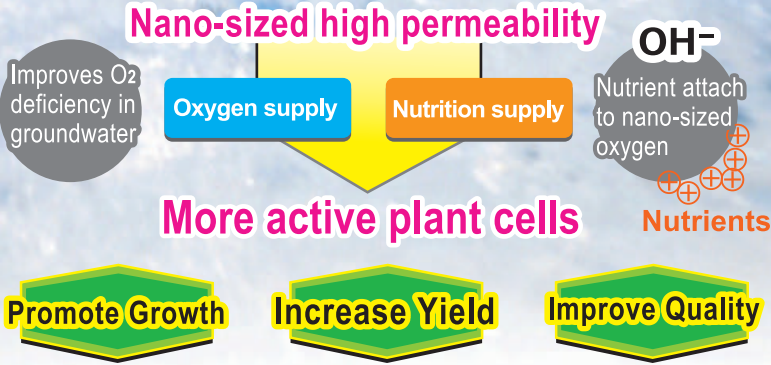 Nano-sized high permeability
Improves O2
deficiency in
groundwater
Oxygen supply
Nutrition supply
OH−
Nutrient attach
to nano-sized
oxygen
Nutrients
More active plant cells
Promote Growth
Increase Yield
Improve Quality